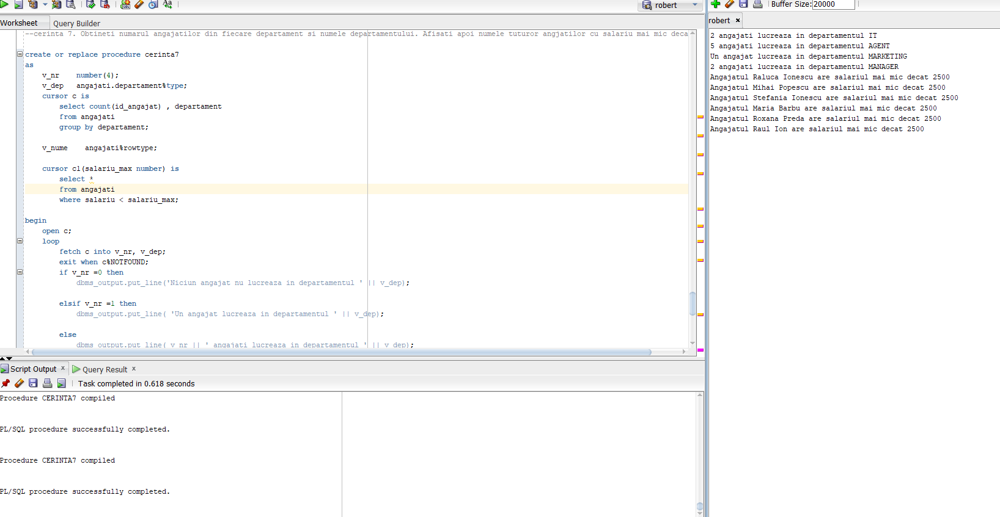 robert
Buffer Size: 20000
Worksheet
Query Builder
--cerinta 7. Obtineti numarul angajatilor din fiecare departament si numele departamentului. Afisati apoi numele tuturor angjatilor cu salariu mai mic deca
create or replace procedure cerinta7
as
    v_nr    number(4);
    v_dep   angajati.departament%type;
    cursor c is
        select count(id_angajat) , departament
        from angajati
        group by departament;
    v_nume    angajati%rowtype;
    cursor c1(salariu_max number) is
        select *
        from angajati
        where salariu < salariu_max;
begin
    open c;
    loop
        fetch c into v_nr, v_dep;
        exit when c%NOTFOUND;
        if v_nr =0 then
            dbms_output.put_line('Niciun angajat nu lucreaza in departamentul ' || v_dep);
        elsif v_nr =1 then
            dbms_output.put_line( 'Un angajat lucreaza in departamentul ' || v_dep);
        else
            dbms_output.put_line( v_nr || ' angajati lucreaza in departamentul ' || v_dep);
Script Output
Query Result
Task completed in 0.618 seconds
Procedure CERINTA7 compiled
PL/SQL procedure successfully completed.
Procedure CERINTA7 compiled
PL/SQL procedure successfully completed.
robert
2 angajati lucreaza in departamentul IT
5 angajati lucreaza in departamentul AGENT
Un angajat lucreaza in departamentul MARKETING
2 angajati lucreaza in departamentul MANAGER
Angajatul Raluca Ionescu are salariul mai mic decat 2500
Angajatul Mihai Popescu are salariul mai mic decat 2500
Angajatul Stefania Ionescu are salariul mai mic decat 2500
Angajatul Maria Barbu are salariul mai mic decat 2500
Angajatul Roxana Preda are salariul mai mic decat 2500
Angajatul Raul Ion are salariul mai mic decat 2500